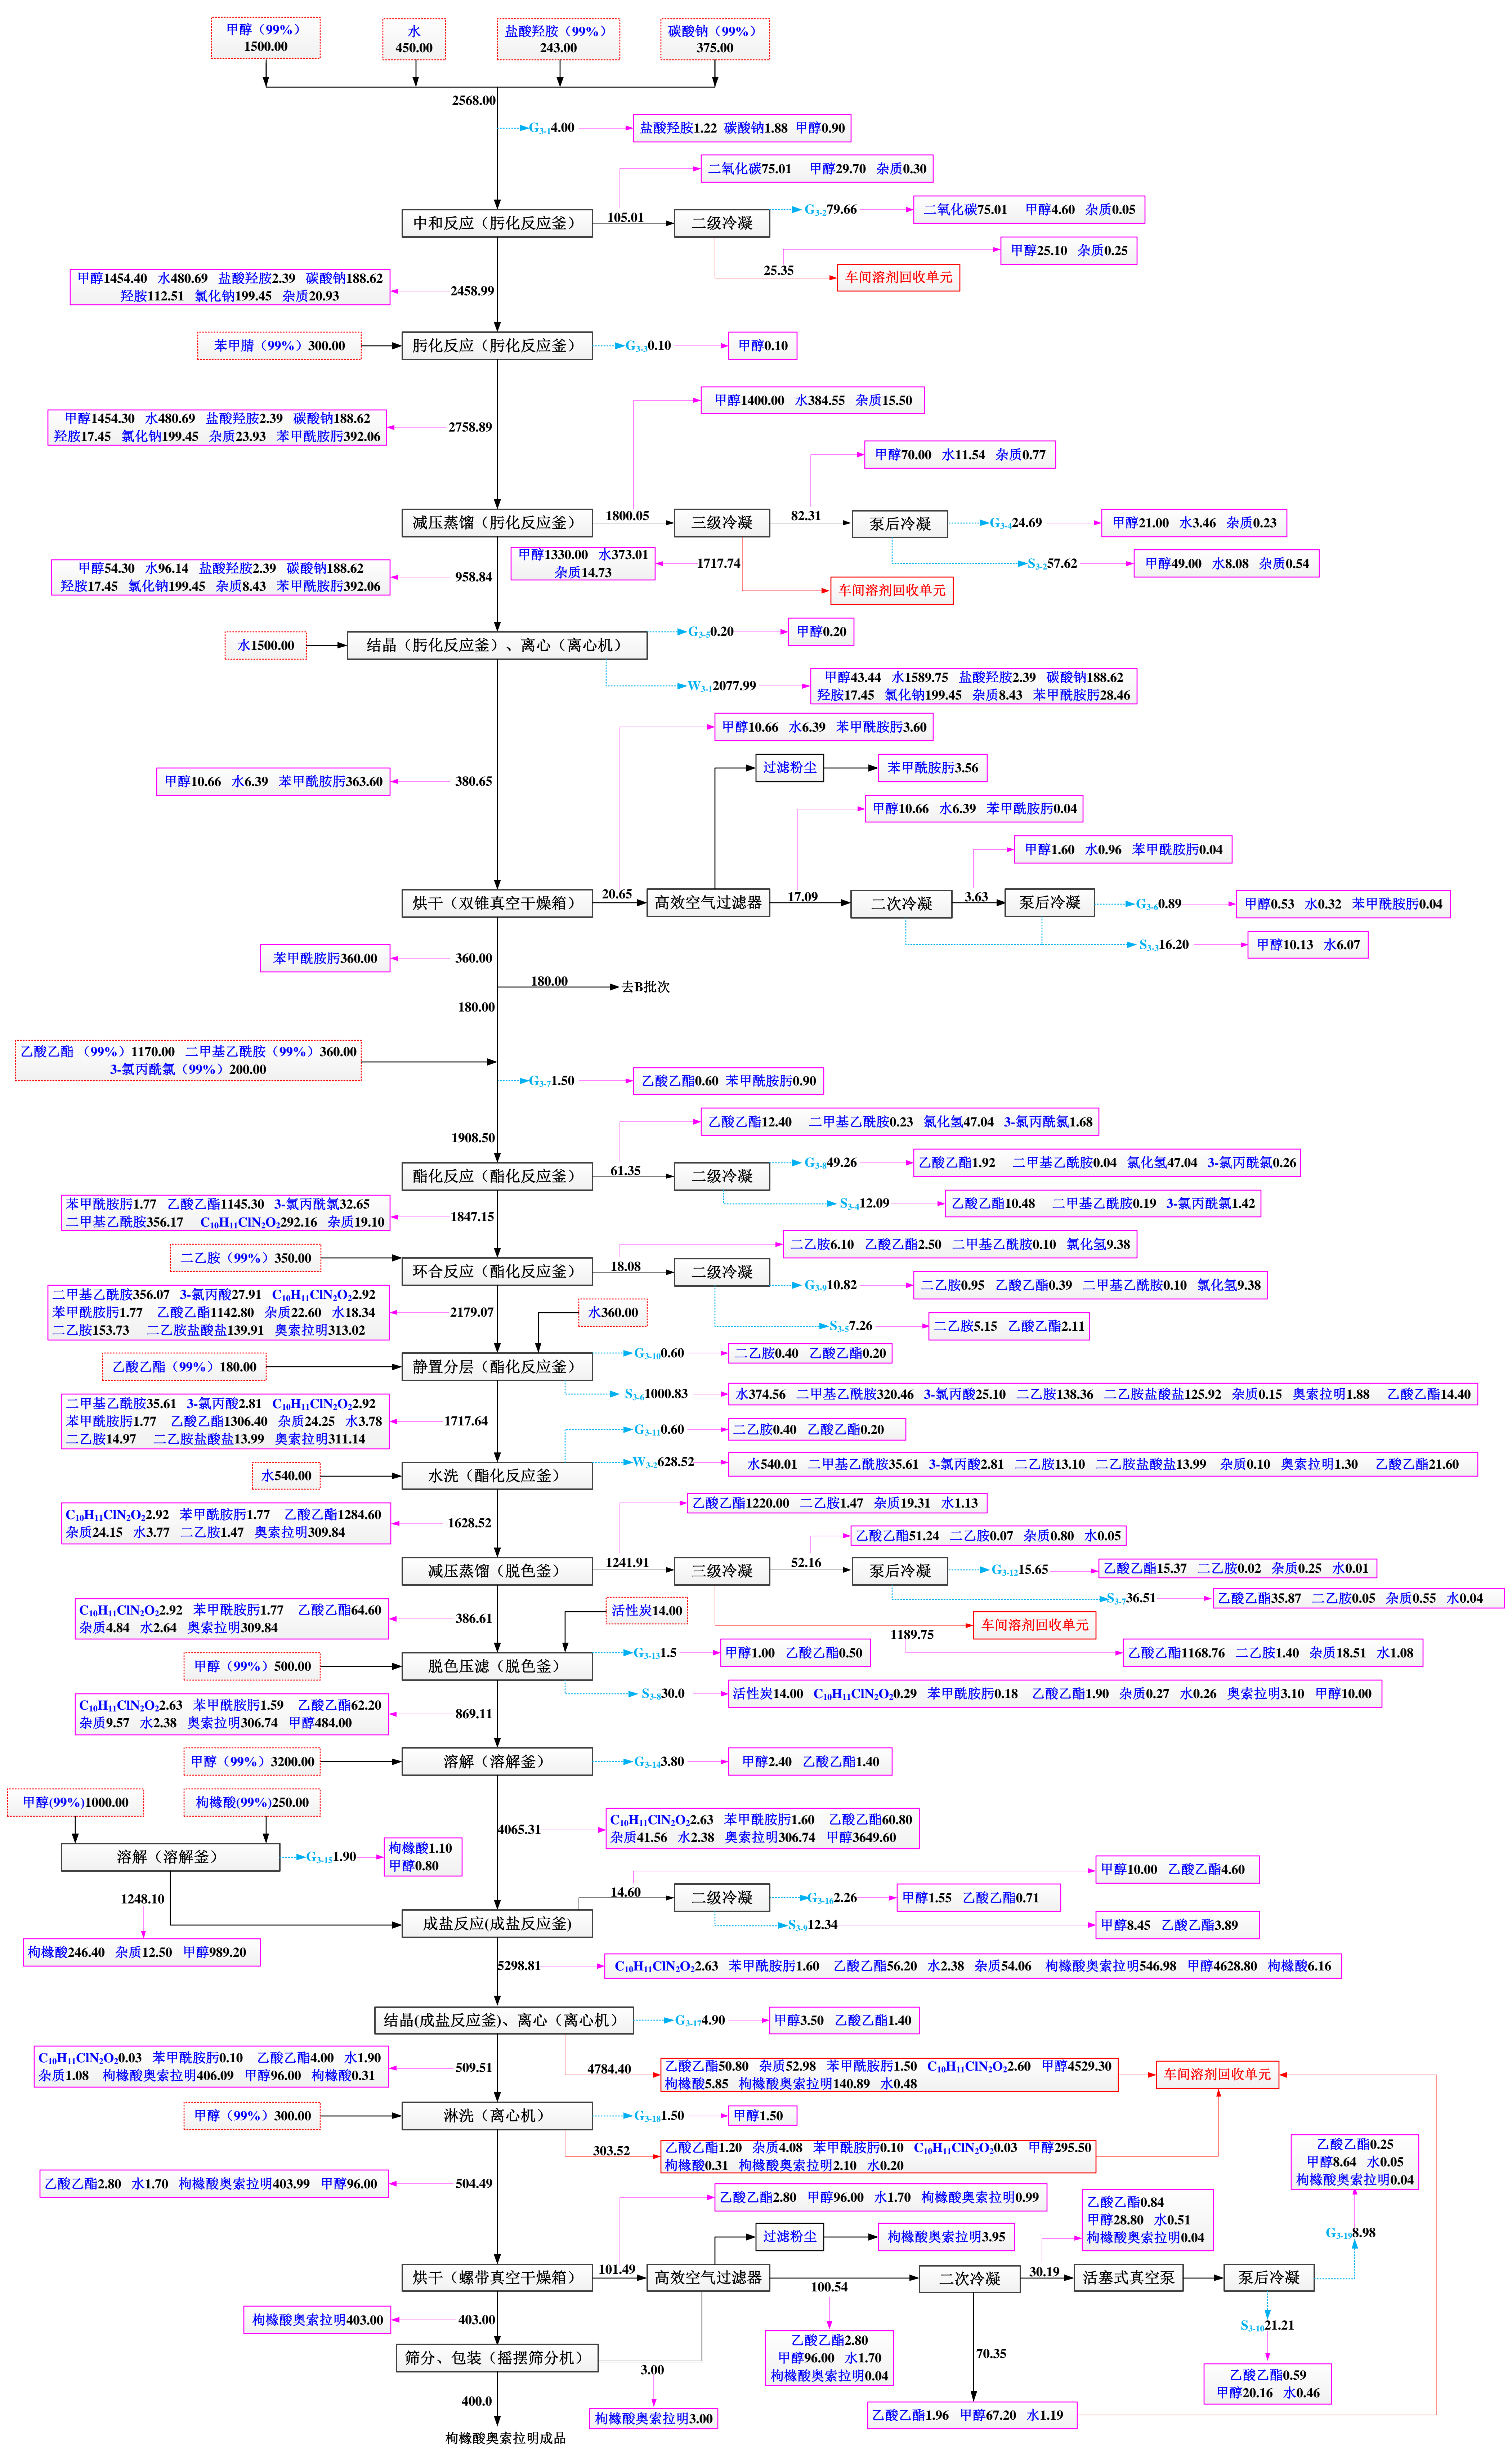 甲醇（99%）
1500.00
水
450.00
盐酸羟胺（99%）
243.00
碳酸钠（99%）
375.00
2568.00
G3-14.00
盐酸羟胺1.22 碳酸钠1.88 甲醇0.90
二氧化碳75.01 甲醇29.70 杂质0.30
中和反应（肟化反应釜）
105.01
二级冷凝
G3-279.66
二氧化碳75.01 甲醇4.60 杂质0.05
甲醇25.10 杂质0.25
25.35
车间溶剂回收单元
甲醇1454.40 水480.69 盐酸羟胺2.39 碳酸钠188.62
羟胺112.51 氯化钠199.45 杂质20.93
2458.99
苯甲腈（99%）300.00
肟化反应（肟化反应釜）
G3-30.10
甲醇0.10
甲醇1400.00 水384.55 杂质15.50
甲醇1454.30 水480.69 盐酸羟胺2.39 碳酸钠188.62
羟胺17.45 氯化钠199.45 杂质23.93 苯甲酰胺肟392.06
2758.89
甲醇70.00 水11.54 杂质0.77
减压蒸馏（肟化反应釜）
1800.05
三级冷凝
82.31
泵后冷凝
G3-424.69
甲醇21.00 水3.46 杂质0.23
甲醇54.30 水96.14 盐酸羟胺2.39 碳酸钠188.62
羟胺17.45 氯化钠199.45 杂质8.43 苯甲酰胺肟392.06
958.84
甲醇1330.00 水373.01
杂质14.73
1717.74
S3-257.62
甲醇49.00 水8.08 杂质0.54
车间溶剂回收单元
水1500.00
结晶（肟化反应釜）、离心（离心机）
G3-50.20
甲醇0.20
W3-12077.99
甲醇43.44 水1589.75 盐酸羟胺2.39 碳酸钠188.62
羟胺17.45 氯化钠199.45 杂质8.43 苯甲酰胺肟28.46
甲醇10.66 水6.39 苯甲酰胺肟3.60
甲醇10.66 水6.39 苯甲酰胺肟363.60
380.65
过滤粉尘
苯甲酰胺肟3.56
甲醇10.66 水6.39 苯甲酰胺肟0.04
甲醇1.60 水0.96 苯甲酰胺肟0.04
烘干（双锥真空干燥箱）
20.65
高效空气过滤器
17.09
二次冷凝
3.63
泵后冷凝
G3-60.89
甲醇0.53 水0.32 苯甲酰胺肟0.04
S3-316.20
甲醇10.13 水6.07
苯甲酰胺肟360.00
360.00
180.00
去B批次
180.00
乙酸乙酯 （99%）1170.00 二甲基乙酰胺（99%）360.00
3-氯丙酰氯（99%）200.00
G3-71.50
乙酸乙酯0.60 苯甲酰胺肟0.90
乙酸乙酯12.40 二甲基乙酰胺0.23 氯化氢47.04 3-氯丙酰氯1.68
1908.50
酯化反应（酯化反应釜）
61.35
二级冷凝
G3-849.26
乙酸乙酯1.92 二甲基乙酰胺0.04 氯化氢47.04 3-氯丙酰氯0.26
S3-412.09
乙酸乙酯10.48 二甲基乙酰胺0.19 3-氯丙酰氯1.42
苯甲酰胺肟1.77 乙酸乙酯1145.30 3-氯丙酰氯32.65
二甲基乙酰胺356.17 C10H11ClN2O2292.16 杂质19.10
1847.15
二乙胺6.10 乙酸乙酯2.50 二甲基乙酰胺0.10 氯化氢9.38
二乙胺（99%）350.00
环合反应（酯化反应釜）
18.08
二级冷凝
G3-910.82
二乙胺0.95 乙酸乙酯0.39 二甲基乙酰胺0.10 氯化氢9.38
S3-57.26
二乙胺5.15 乙酸乙酯2.11
二甲基乙酰胺356.07 3-氯丙酸27.91 C10H11ClN2O22.92
苯甲酰胺肟1.77 乙酸乙酯1142.80 杂质22.60 水18.34
二乙胺153.73 二乙胺盐酸盐139.91 奥索拉明313.02
2179.07
水360.00
乙酸乙酯（99%）180.00
静置分层（酯化反应釜）
G3-100.60
二乙胺0.40 乙酸乙酯0.20
S3-61000.83
水374.56 二甲基乙酰胺320.46 3-氯丙酸25.10 二乙胺138.36 二乙胺盐酸盐125.92 杂质0.15 奥索拉明1.88 乙酸乙酯14.40
二甲基乙酰胺35.61 3-氯丙酸2.81 C10H11ClN2O22.92
苯甲酰胺肟1.77 乙酸乙酯1306.40 杂质24.25 水3.78
二乙胺14.97 二乙胺盐酸盐13.99 奥索拉明311.14
1717.64
G3-110.60
二乙胺0.40 乙酸乙酯0.20
水540.00
水洗（酯化反应釜）
W3-2628.52
水540.01 二甲基乙酰胺35.61 3-氯丙酸2.81 二乙胺13.10 二乙胺盐酸盐13.99 杂质0.10 奥索拉明1.30 乙酸乙酯21.60
乙酸乙酯1220.00 二乙胺1.47 杂质19.31 水1.13
C10H11ClN2O22.92 苯甲酰胺肟1.77 乙酸乙酯1284.60
杂质24.15 水3.77 二乙胺1.47 奥索拉明309.84
1628.52
乙酸乙酯51.24 二乙胺0.07 杂质0.80 水0.05
减压蒸馏（脱色釜）
1241.91
三级冷凝
52.16
泵后冷凝
G3-1215.65
乙酸乙酯15.37 二乙胺0.02 杂质0.25 水0.01
S3-736.51
乙酸乙酯35.87 二乙胺0.05 杂质0.55 水0.04
C10H11ClN2O22.92 苯甲酰胺肟1.77 乙酸乙酯64.60
杂质4.84 水2.64 奥索拉明309.84
386.61
活性炭14.00
车间溶剂回收单元
1189.75
乙酸乙酯1168.76 二乙胺1.40 杂质18.51 水1.08
甲醇（99%）500.00
脱色压滤（脱色釜）
G3-131.5
甲醇1.00 乙酸乙酯0.50
S3-830.0
活性炭14.00 C10H11ClN2O20.29 苯甲酰胺肟0.18 乙酸乙酯1.90 杂质0.27 水0.26 奥索拉明3.10 甲醇10.00
C10H11ClN2O22.63 苯甲酰胺肟1.59 乙酸乙酯62.20
杂质9.57 水2.38 奥索拉明306.74 甲醇484.00
869.11
甲醇（99%）3200.00
溶解（溶解釜）
G3-143.80
甲醇2.40 乙酸乙酯1.40
甲醇(99%)1000.00
枸橼酸(99%)250.00
4065.31
C10H11ClN2O22.63 苯甲酰胺肟1.60 乙酸乙酯60.80
杂质41.56 水2.38 奥索拉明306.74 甲醇3649.60
溶解（溶解釜）
G3-151.90
枸橼酸1.10
甲醇0.80
甲醇10.00 乙酸乙酯4.60
1248.10
14.60
二级冷凝
G3-162.26
甲醇1.55 乙酸乙酯0.71
成盐反应(成盐反应釜)
S3-912.34
甲醇8.45 乙酸乙酯3.89
枸橼酸246.40 杂质12.50 甲醇989.20
5298.81
C10H11ClN2O22.63 苯甲酰胺肟1.60 乙酸乙酯56.20 水2.38 杂质54.06 枸橼酸奥索拉明546.98 甲醇4628.80 枸橼酸6.16
结晶(成盐反应釜)、离心（离心机）
G3-174.90
甲醇3.50 乙酸乙酯1.40
C10H11ClN2O20.03 苯甲酰胺肟0.10 乙酸乙酯4.00 水1.90
杂质1.08 枸橼酸奥索拉明406.09 甲醇96.00 枸橼酸0.31
509.51
4784.40
乙酸乙酯50.80 杂质52.98 苯甲酰胺肟1.50 C10H11ClN2O22.60 甲醇4529.30
枸橼酸5.85 枸橼酸奥索拉明140.89 水0.48
车间溶剂回收单元
甲醇（99%）300.00
淋洗（离心机）
G3-181.50
甲醇1.50
303.52
乙酸乙酯1.20 杂质4.08 苯甲酰胺肟0.10 C10H11ClN2O20.03 甲醇295.50
枸橼酸0.31 枸橼酸奥索拉明2.10 水0.20
乙酸乙酯0.25
甲醇8.64 水0.05
枸橼酸奥索拉明0.04
乙酸乙酯2.80 水1.70 枸橼酸奥索拉明403.99 甲醇96.00
504.49
乙酸乙酯2.80 甲醇96.00 水1.70 枸橼酸奥索拉明0.99
乙酸乙酯0.84
甲醇28.80 水0.51
枸橼酸奥索拉明0.04
过滤粉尘
枸橼酸奥索拉明3.95
G3-198.98
烘干（螺带真空干燥箱）
101.49
高效空气过滤器
100.54
二次冷凝
30.19
活塞式真空泵
泵后冷凝
枸橼酸奥索拉明403.00
403.00
S3-1021.21
乙酸乙酯2.80
甲醇96.00 水1.70
枸橼酸奥索拉明0.04
70.35
筛分、包装（摇摆筛分机）
3.00
乙酸乙酯0.59
甲醇20.16 水0.46
400.0
枸橼酸奥索拉明3.00
乙酸乙酯1.96 甲醇67.20 水1.19
枸橼酸奥索拉明成品